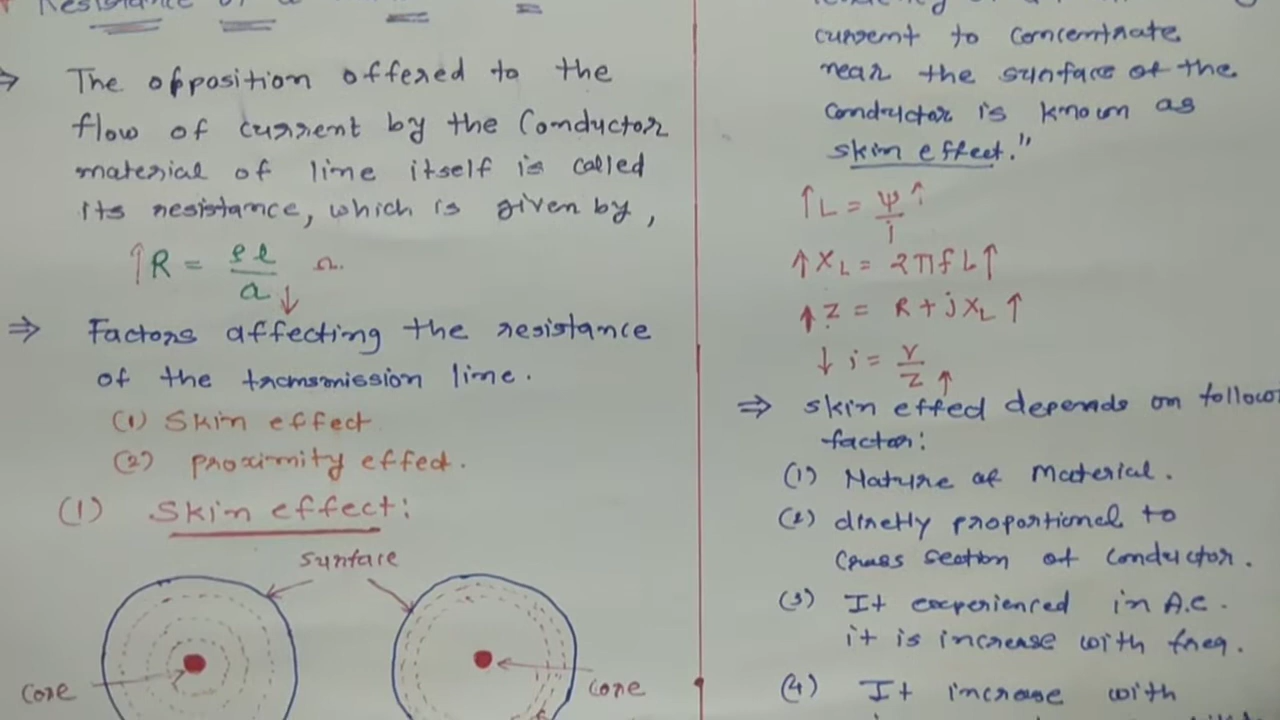 Resistance of a
⇒ The opposition offered to the
flow of current by the Conductor
material of line itself is called
its resistance, which is given by,
↑R = ρl/a↓ Ω.
⇒ Factors affecting the resistance
of the transmission line.
(1) Skin effect
(2) proximity effect.
(1) Skin effect:
surface
core
core
current to concentrate
near the surface of the
conductor is known as
skin effect."
↑L = ψ↑/i
↑XL = 2πfL↑
↑Z = R + jXL↑
↓i = V/Z↑
⇒ skin effect depends on follow
factor:
(1) Nature of material.
(2) diretly proportional to
cross section of conductor.
(3) It experienced in A.C.
it is increase with freq.
(4) It increase with